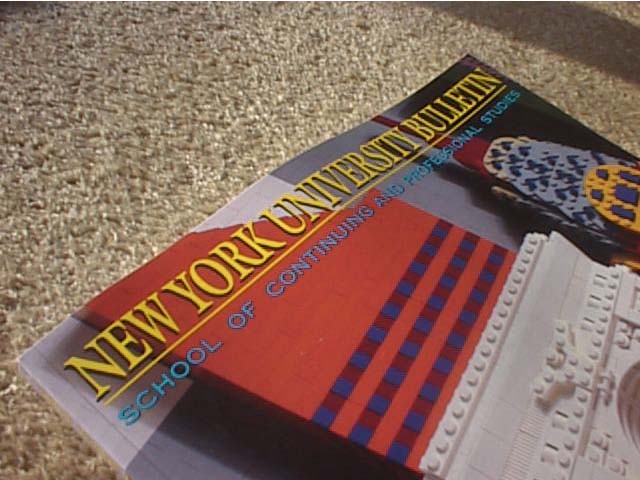 NEW YORK UNIVERSITY BULLETIN
SCHOOL OF CONTINUING AND PROFESSIONAL STUDIES